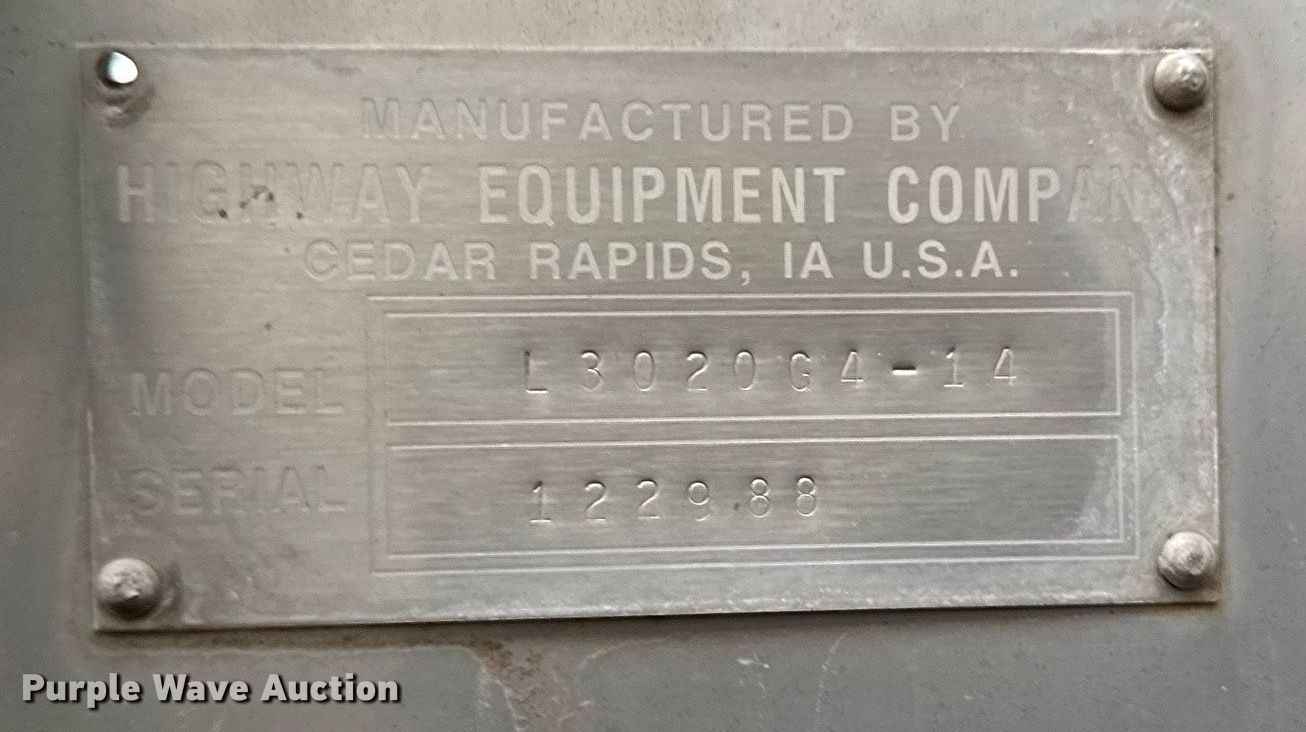 MANUFACTURED BY
HIGHWAY EQUIPMENT COMPAN
CEDAR RAPIDS, IA U.S.A.
MODEL L3020G4-14
SERIAL 122988
Purple Wave Auction